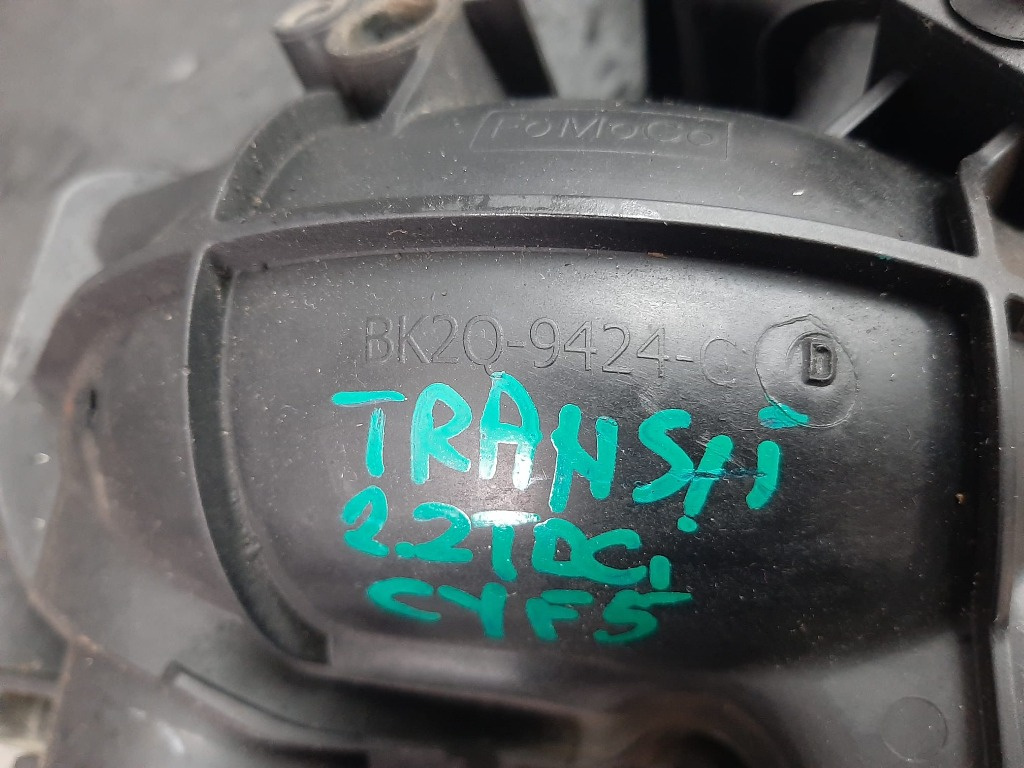 FoMoCo
BK2Q-9424-C D
TRANSit
2.2TDCi
CYF5